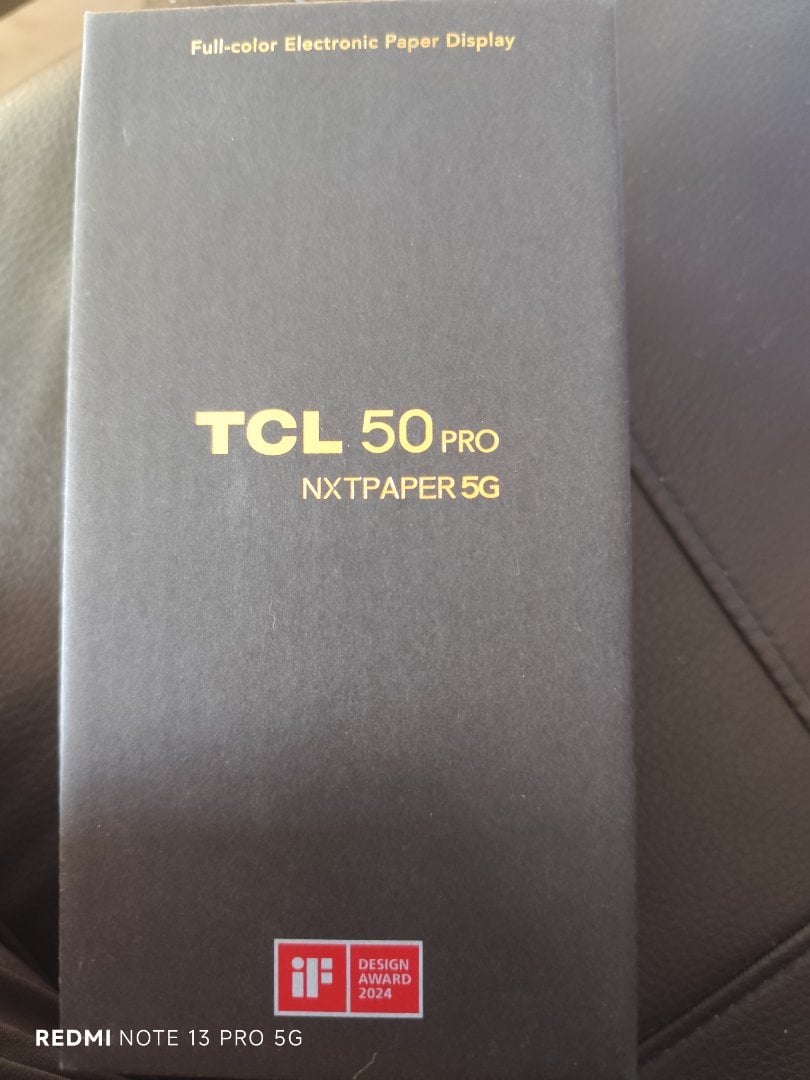 Full-color Electronic Paper Display
TCL 50 PRO
NXTPAPER 5G
iF
DESIGN
AWARD
2024
REDMI NOTE 13 PRO 5G